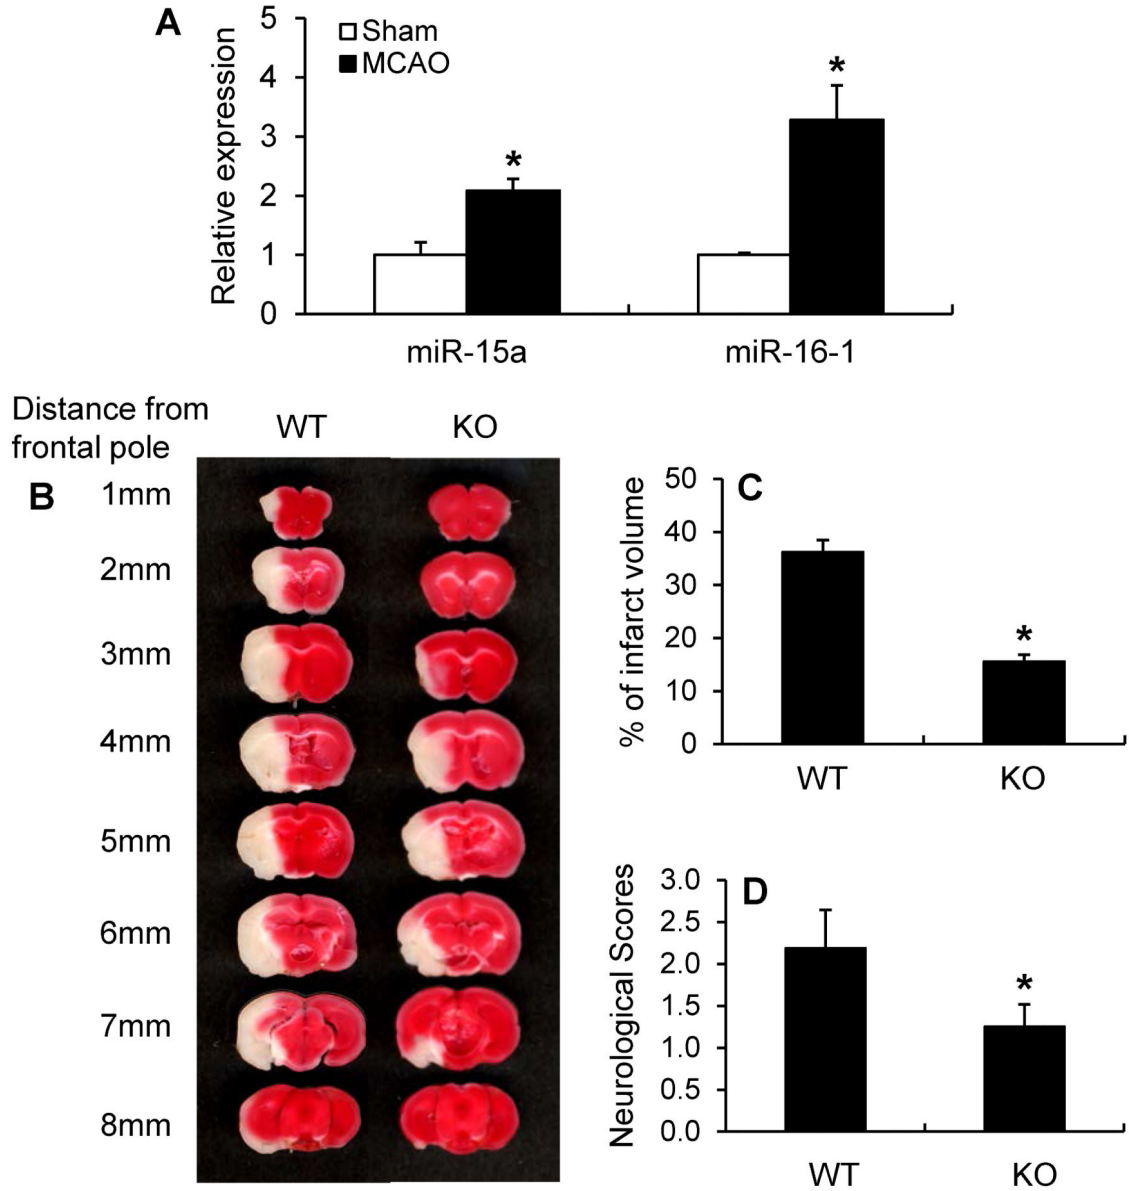 A
Relative expression
5
4
3
2
1
0
Sham
MCAO
*
*
miR-15a
miR-16-1
Distance from
frontal pole
WT
KO
B
1mm
2mm
3mm
4mm
5mm
6mm
7mm
8mm
C
% of infarct volume
50
40
30
20
10
0
*
WT
KO
D
Neurological Scores
3.0
2.5
2.0
1.5
1.0
0.5
0.0
*
WT
KO